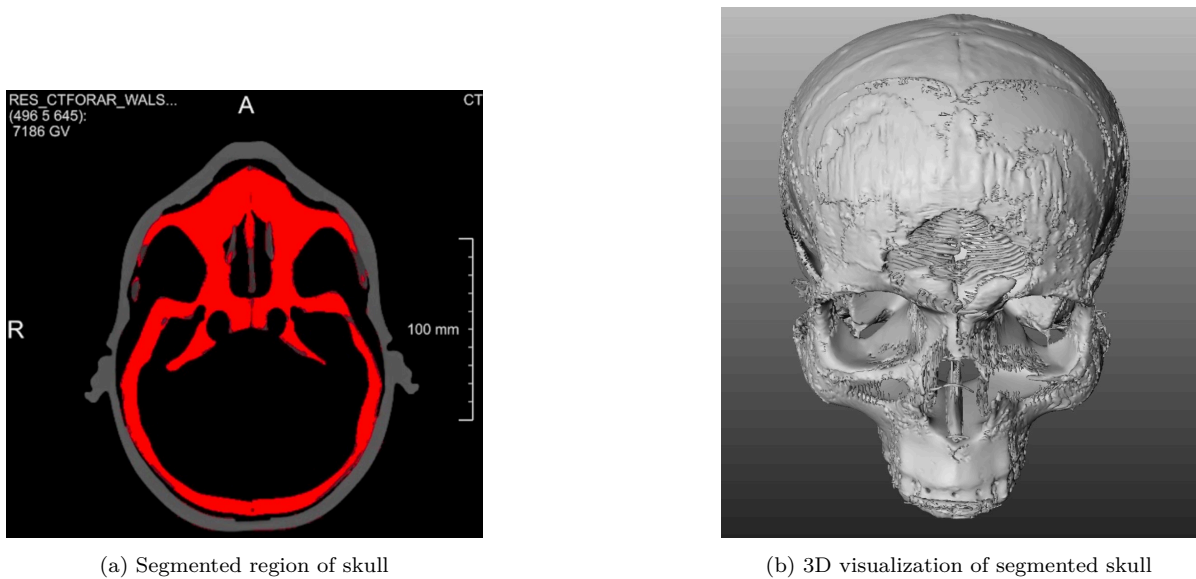 RES_CTFORAR_WALS...
(496 5 645):
7186 GV
A
CT
R
100 mm
(a) Segmented region of skull
(b) 3D visualization of segmented skull